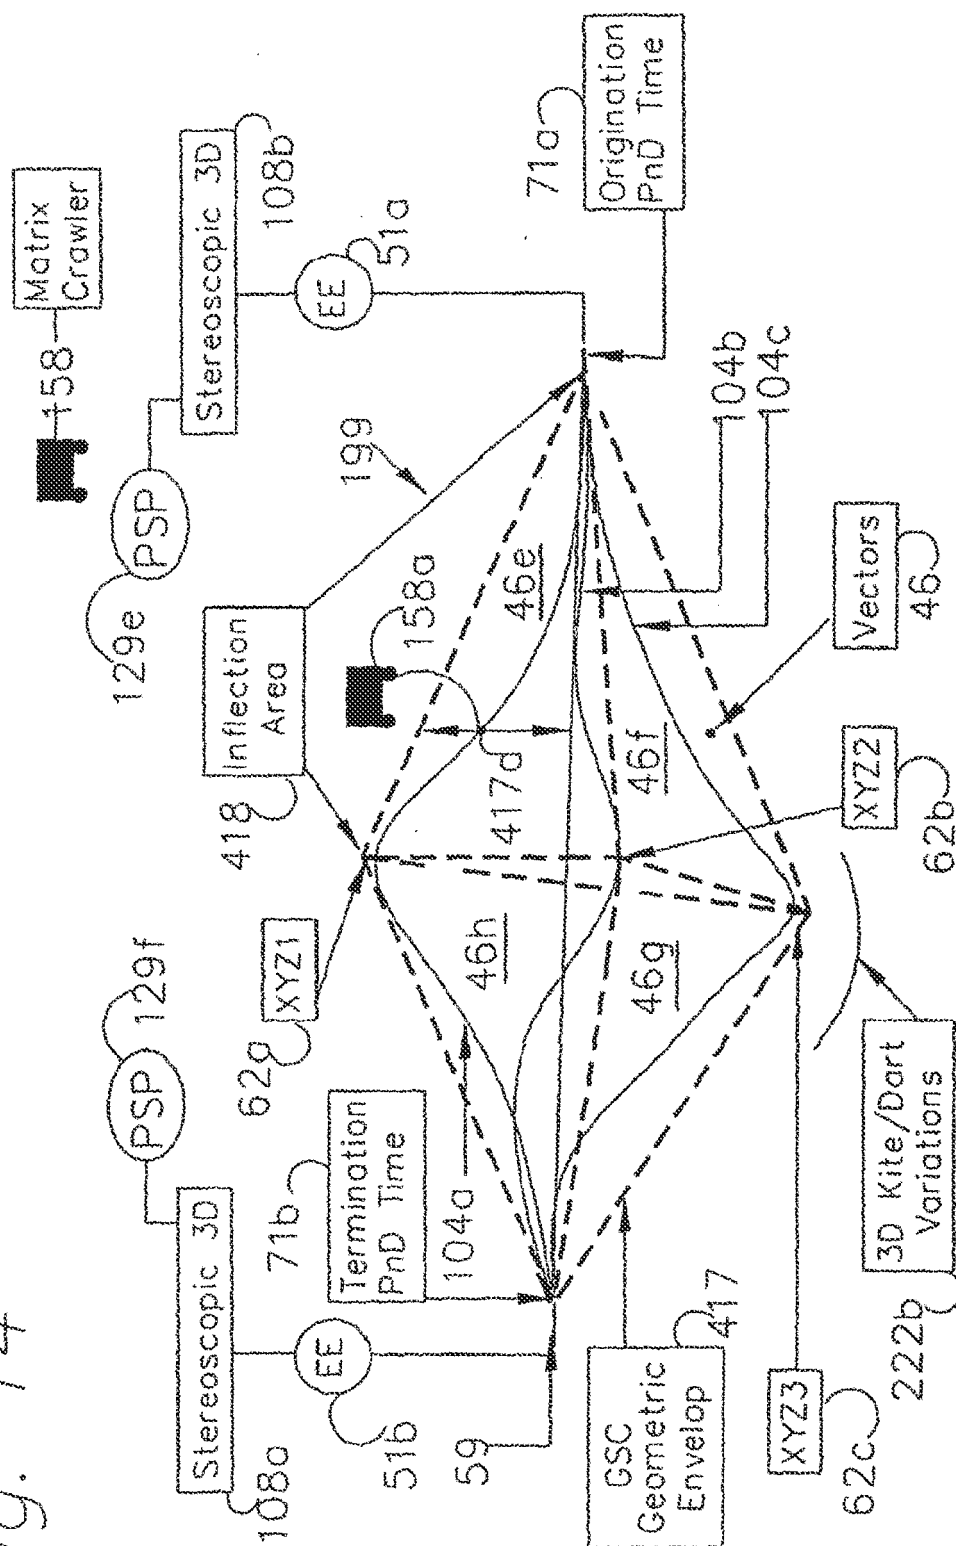 Matrix
Crawler
158
PSP
129e
Stereoscopic 3D
108b
EE
51a
Origination
PnD Time
71a
199
Inflection
Area
418
158a
417d
46e
46f
46g
46h
104b
104c
Vectors
46
XYZ2
62b
XYZ1
62a
PSP
129f
Stereoscopic 3D
108a
EE
51b
Termination
PnD Time
71b
104a
59
GSC
Geometric
Envelop
417
XYZ3
62c
3D Kite/Dart
Variations
222b